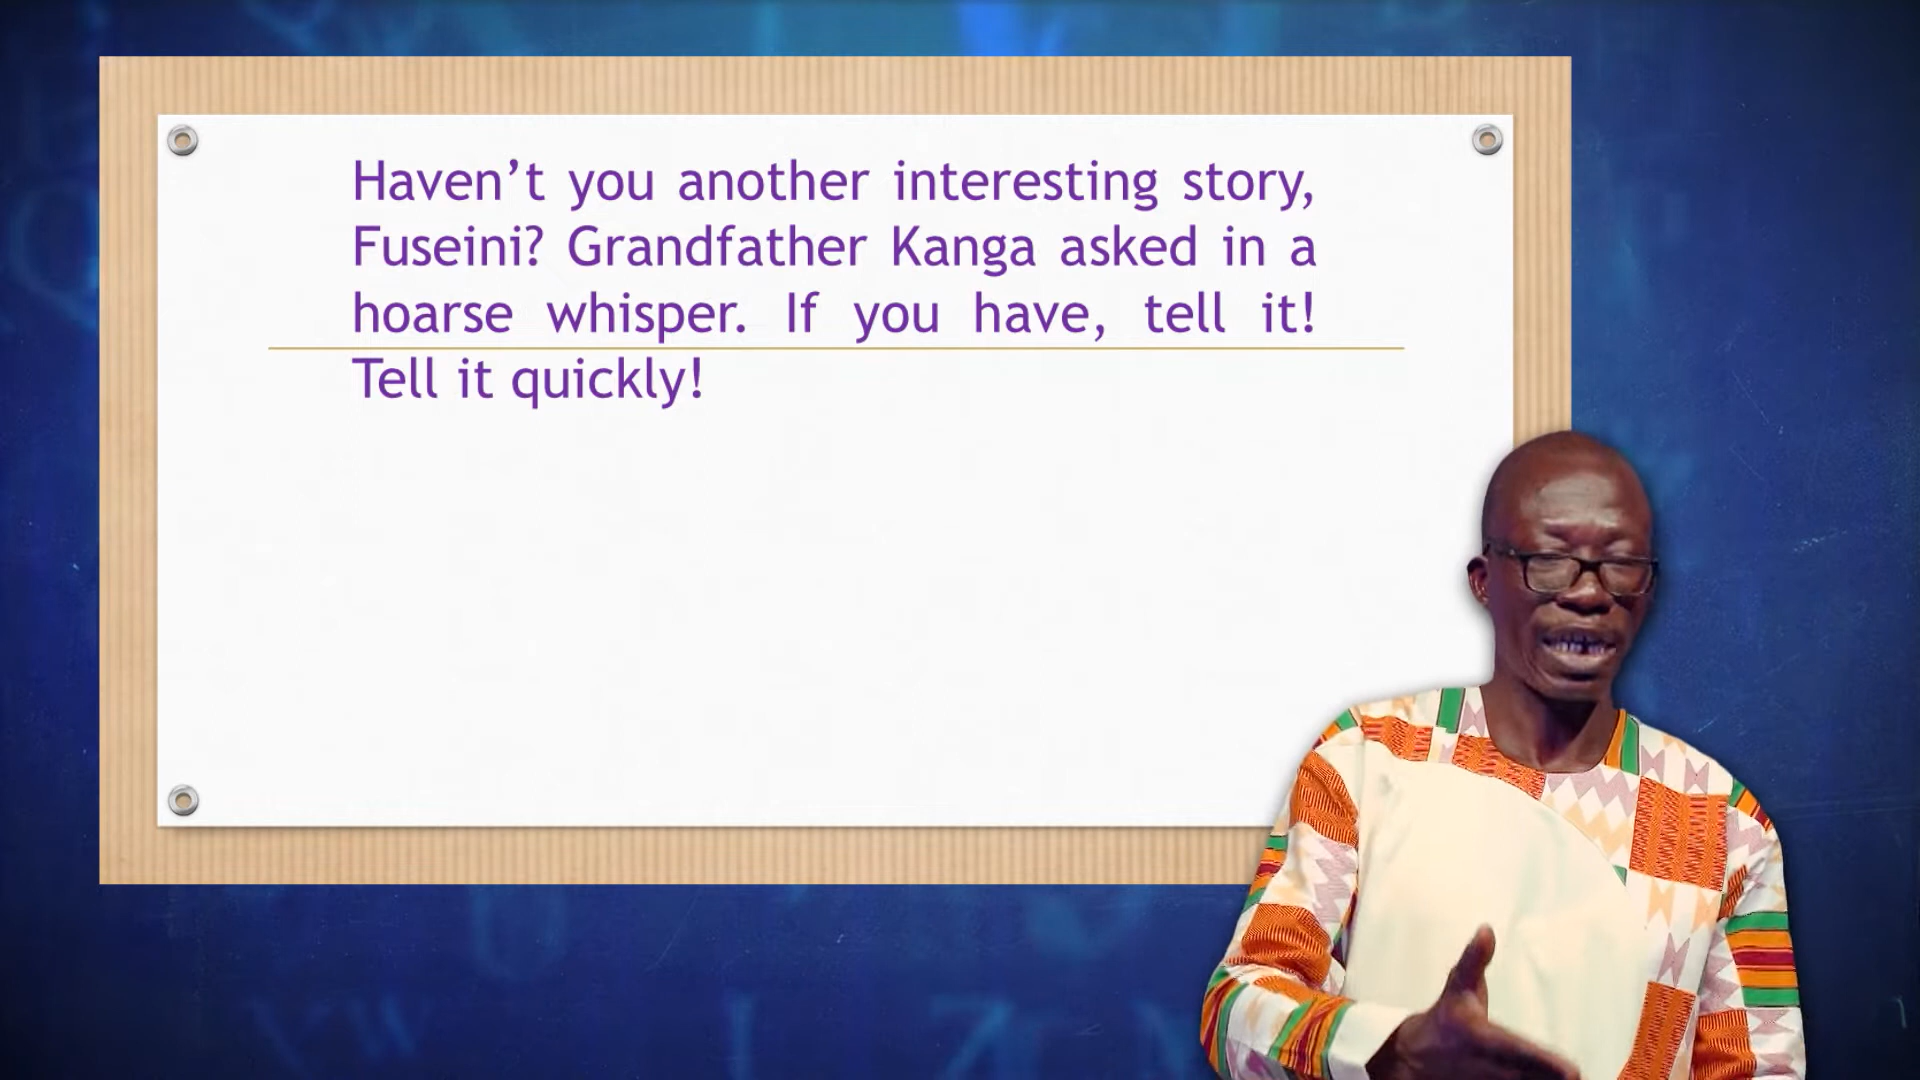 Haven’t you another interesting story,
Fuseini? Grandfather Kanga asked in a
hoarse whisper. If you have, tell it!
Tell it quickly!